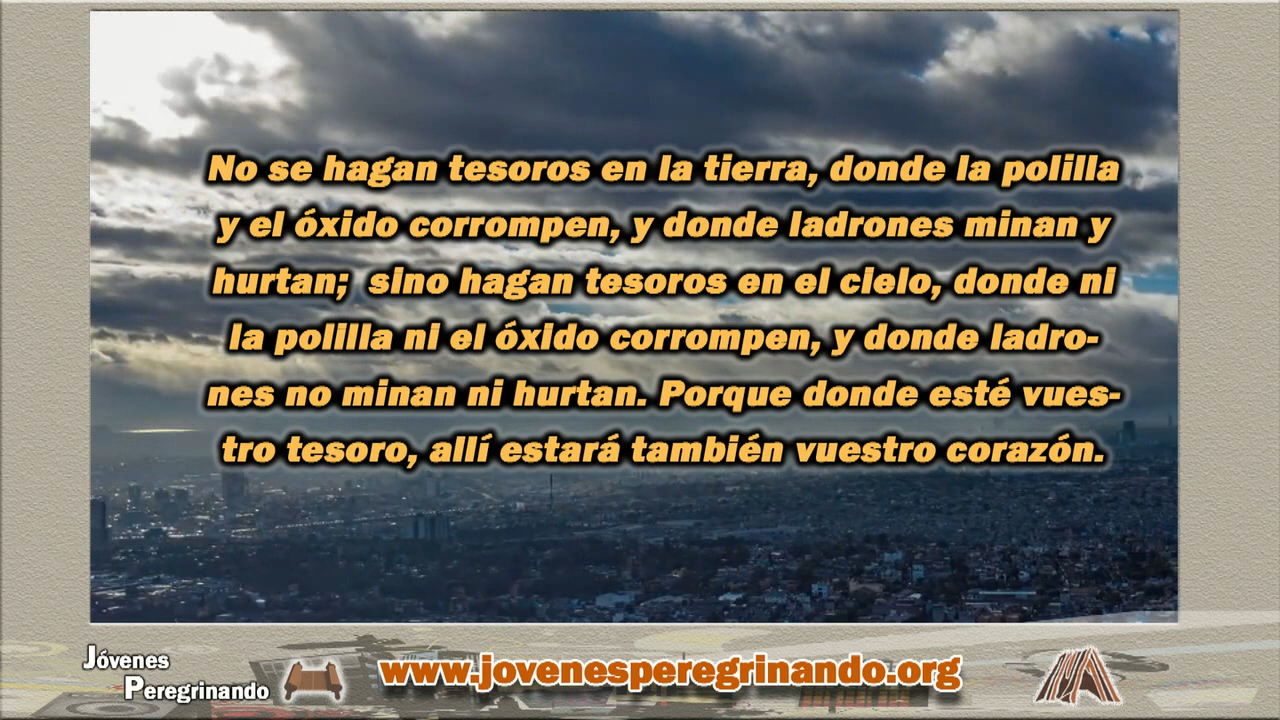 No se hagan tesoros en la tierra, donde la polilla
y el óxido corrompen, y donde ladrones minan y
hurtan;  sino hagan tesoros en el cielo, donde ni
la polilla ni el óxido corrompen, y donde ladro-
nes no minan ni hurtan. Porque donde esté vues-
tro tesoro, allí estará también vuestro corazón.
Jóvenes
Peregrinando
www.jovenesperegrinando.org